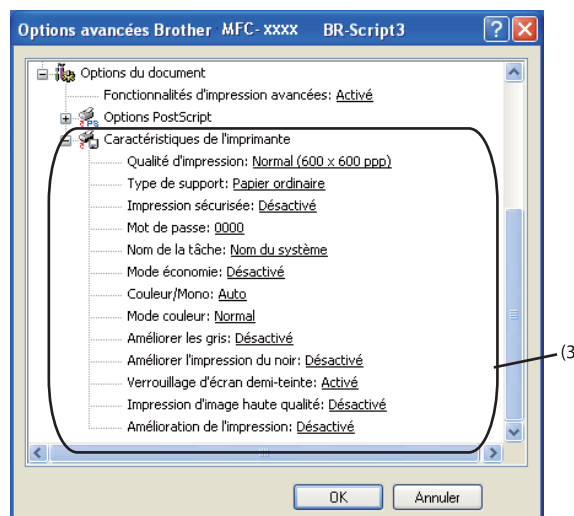 Options avancées Brother MFC-xxxx BR-Script3
Options du document
Fonctionnalités d'impression avancées: Activé
Options PostScript
Caractéristiques de l'imprimante
Qualité d'impression: Normal (600 x 600 ppp)
Type de support: Papier ordinaire
Impression sécurisée: Désactivé
Mot de passe: 0000
Nom de la tâche: Nom du système
Mode économie: Désactivé
Couleur/Mono: Auto
Mode couleur: Normal
Améliorer les gris: Désactivé
Améliorer l'impression du noir: Désactivé
Verrouillage d'écran demi-teinte: Activé
Impression d'image haute qualité: Désactivé
Amélioration de l'impression: Désactivé
(3
OK Annuler